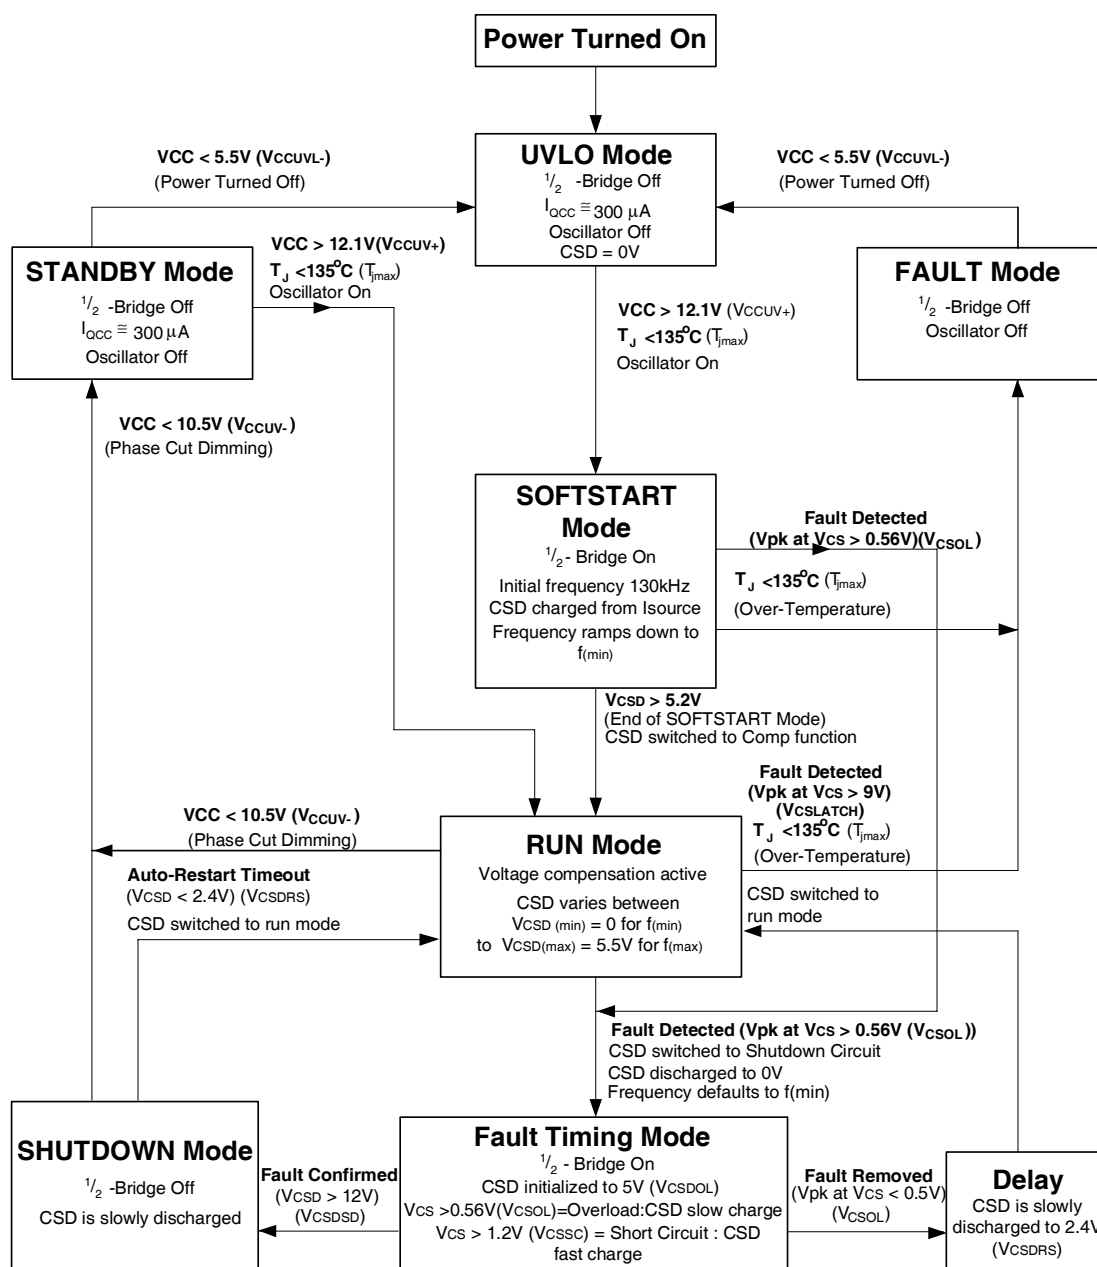 Power Turned On
VCC < 5.5V (VCCUVL-)
(Power Turned Off)
UVLO Mode
1/2 -Bridge Off
IQCC ≅ 300 μA
Oscillator Off
CSD = 0V
VCC < 5.5V (VCCUVL-)
(Power Turned Off)
STANDBY Mode
1/2 -Bridge Off
IQCC ≅ 300 μA
Oscillator Off
VCC > 12.1V(VCCUV+)
TJ <135°C (Tjmax)
Oscillator On
VCC > 12.1V (VCCUV+)
TJ <135°C (Tjmax)
Oscillator On
FAULT Mode
1/2 -Bridge Off
Oscillator Off
VCC < 10.5V (VCCUV-)
(Phase Cut Dimming)
SOFTSTART
Mode
1/2 - Bridge On
Initial frequency 130kHz
CSD charged from Isource
Frequency ramps down to
f(min)
Fault Detected
(Vpk at VCS > 0.56V)(VCSOL)
TJ <135°C (Tjmax)
(Over-Temperature)
VCSD > 5.2V
(End of SOFTSTART Mode)
CSD switched to Comp function
Fault Detected
(Vpk at VCS > 9V)
(VCSLATCH)
TJ <135°C (Tjmax)
(Over-Temperature)
VCC < 10.5V (VCCUV-)
(Phase Cut Dimming)
RUN Mode
Voltage compensation active
CSD varies between
VCSD (min) = 0 for f(min)
to VCSD(max) = 5.5V for f(max)
Auto-Restart Timeout
(VCSD < 2.4V) (VCSDRS)
CSD switched to run mode
CSD switched to
run mode
Fault Detected (Vpk at VCS > 0.56V (VCSOL))
CSD switched to Shutdown Circuit
CSD discharged to 0V
Frequency defaults to f(min)
SHUTDOWN Mode
1/2 -Bridge Off
CSD is slowly discharged
Fault Confirmed
(VCSD > 12V)
(VCSDSD)
Fault Timing Mode
1/2 - Bridge On
CSD initialized to 5V (VCSDOL)
VCS >0.56V(VCSOL)=Overload:CSD slow charge
VCS > 1.2V (VCSSC) = Short Circuit : CSD
fast charge
Fault Removed
(Vpk at VCS < 0.5V)
(VCSOL)
Delay
CSD is slowly
discharged to 2.4V
(VCSDRS)